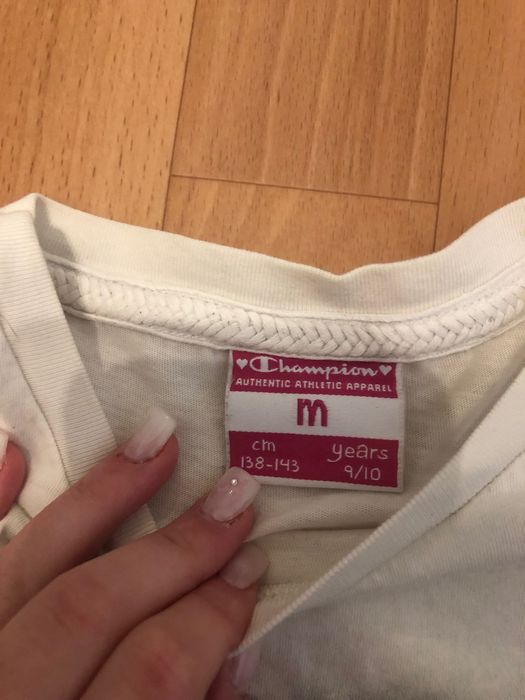 Champion
AUTHENTIC ATHLETIC APPAREL
m
cm years
138-143 9/10